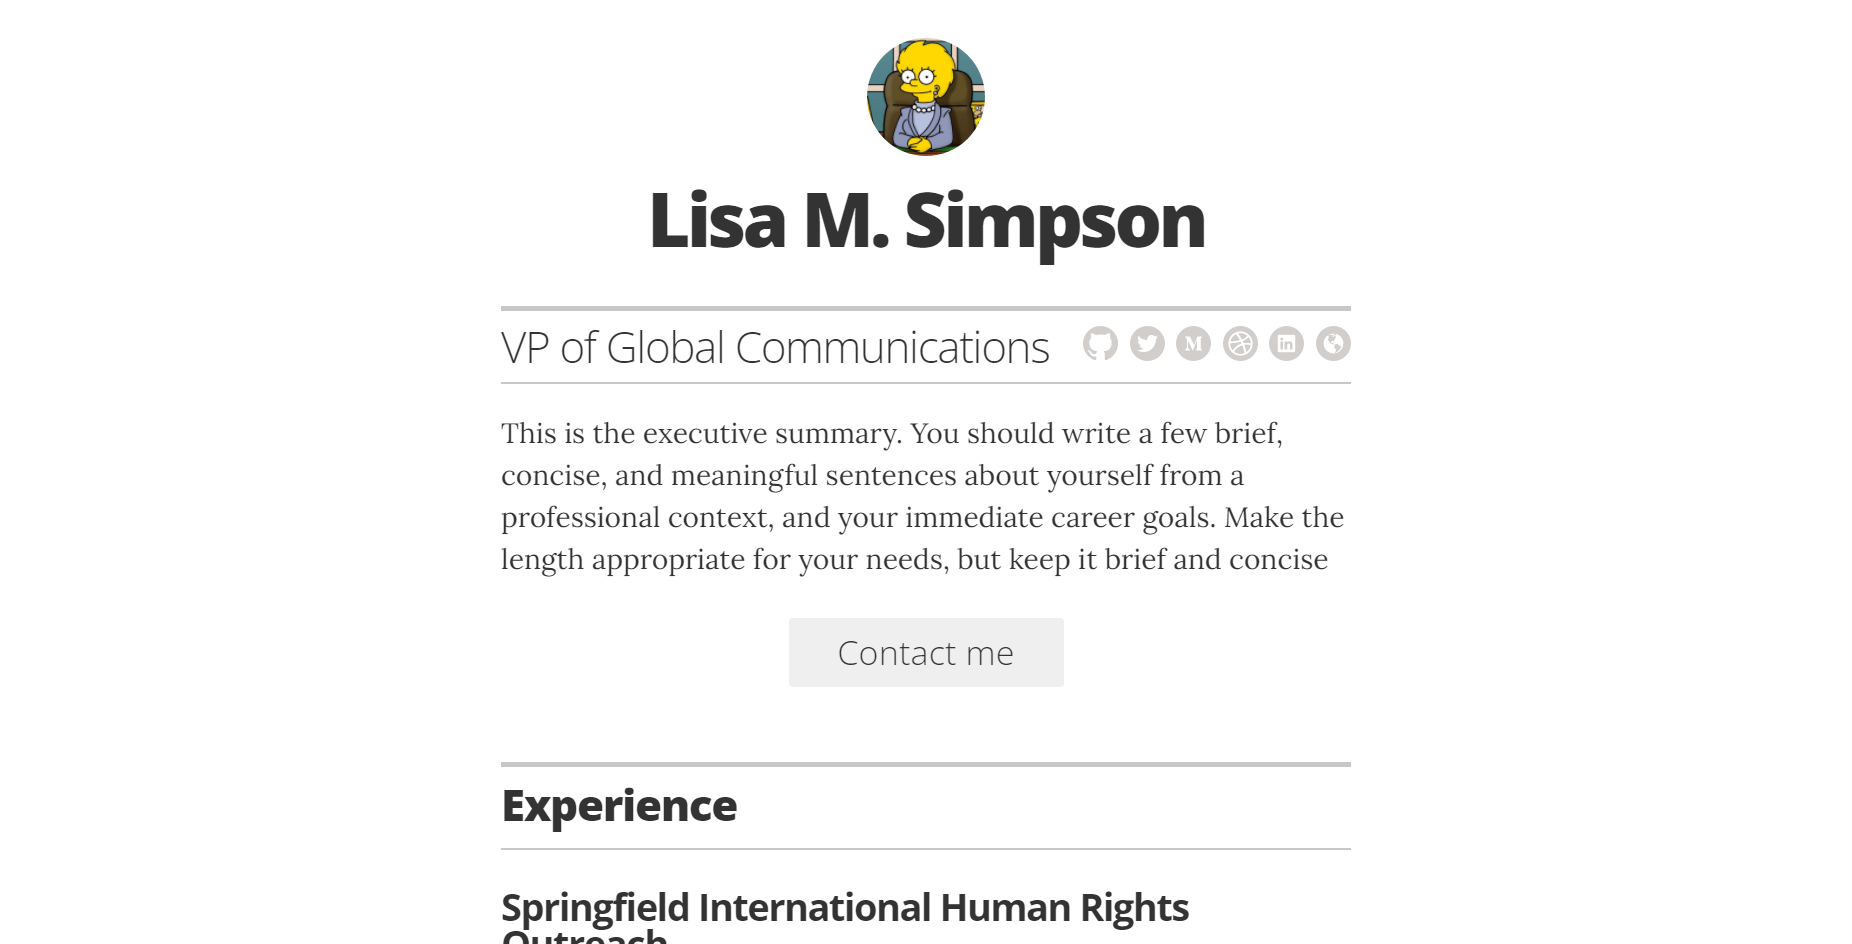 Lisa M. Simpson
VP of Global Communications
This is the executive summary. You should write a few brief,
concise, and meaningful sentences about yourself from a
professional context, and your immediate career goals. Make the
length appropriate for your needs, but keep it brief and concise
Contact me
Experience
Springfield International Human Rights
Outreach